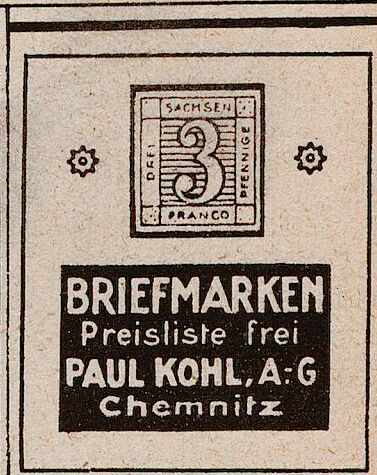 SACHSEN
DREI
3
PFENNIGE
FRANCO
BRIEFMARKEN
Preisliste frei
PAUL KOHL, A.-G
Chemnitz